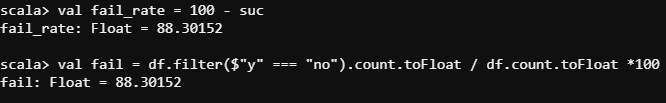 scala> val fail_rate = 100 - suc
fail_rate: Float = 88.30152
scala> val fail = df.filter($"y" === "no").count.toFloat / df.count.toFloat *100
fail: Float = 88.30152